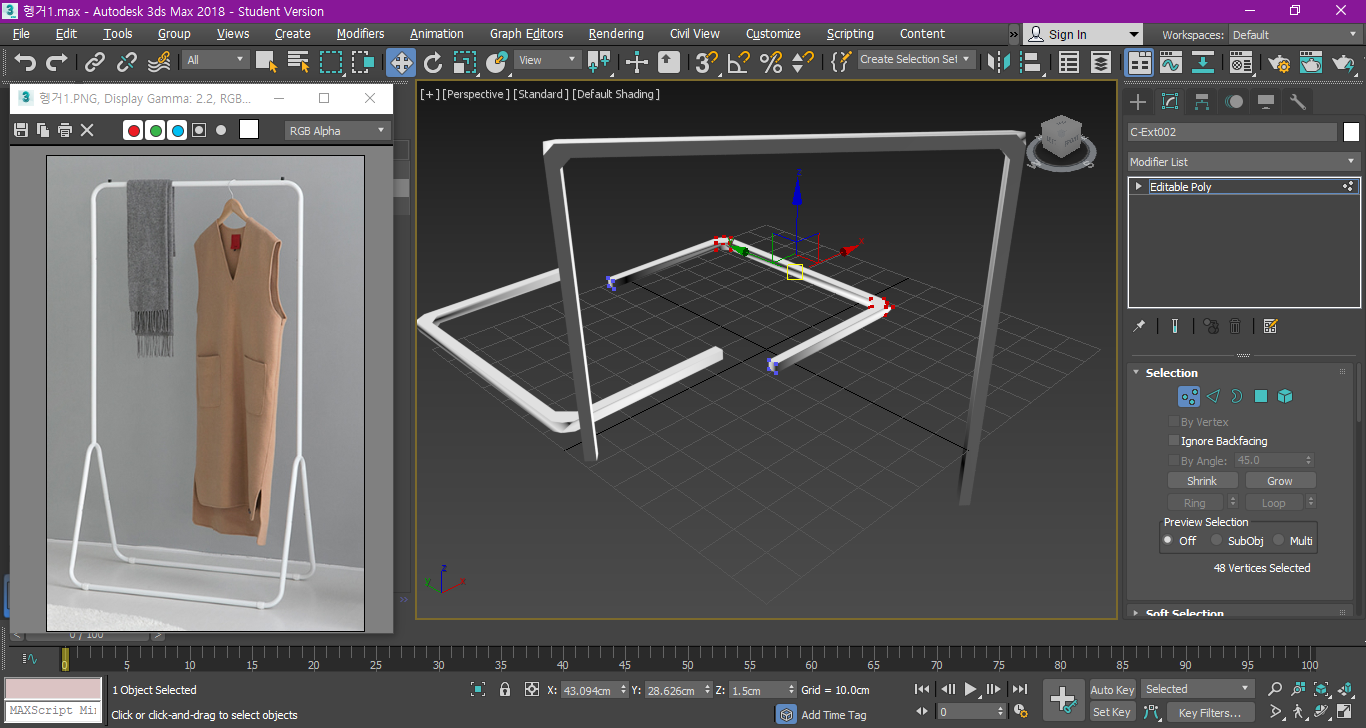 행거1.max - Autodesk 3ds Max 2018 - Student Version
File Edit Tools Group Views Create Modifiers Animation Graph Editors Rendering Civil View Customize Scripting Content » Sign In Workspaces: Default
All View Create Selection Set
행거1.PNG, Display Gamma: 2.2, RGB...
RGB Alpha
[+] [Perspective ] [Standard ] [Default Shading ]
z
x
z
y
x
C-Ext002
Modifier List
Editable Poly
Selection
By Vertex
Ignore Backfacing
By Angle: 45.0
Shrink Grow
Ring Loop
Preview Selection
Off SubObj Multi
48 Vertices Selected
Soft Selection
< 0 / 100 >
0 5 10 15 20 25 30 35 40 45 50 55 60 65 70 75 80 85 90 95 100
1 Object Selected X: 43.094cm Y: 28.626cm Z: 1.5cm Grid = 10.0cm Auto Key Selected
MAXScript Mi
Click or click-and-drag to select objects Add Time Tag 0 Set Key Key Filters...